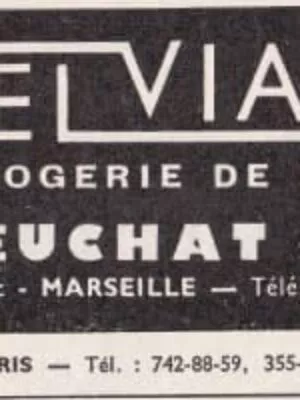 ELVIA
OGERIE DE
EUCHAT
- MARSEILLE — Télé
RIS — Tél. : 742-88-59, 355-